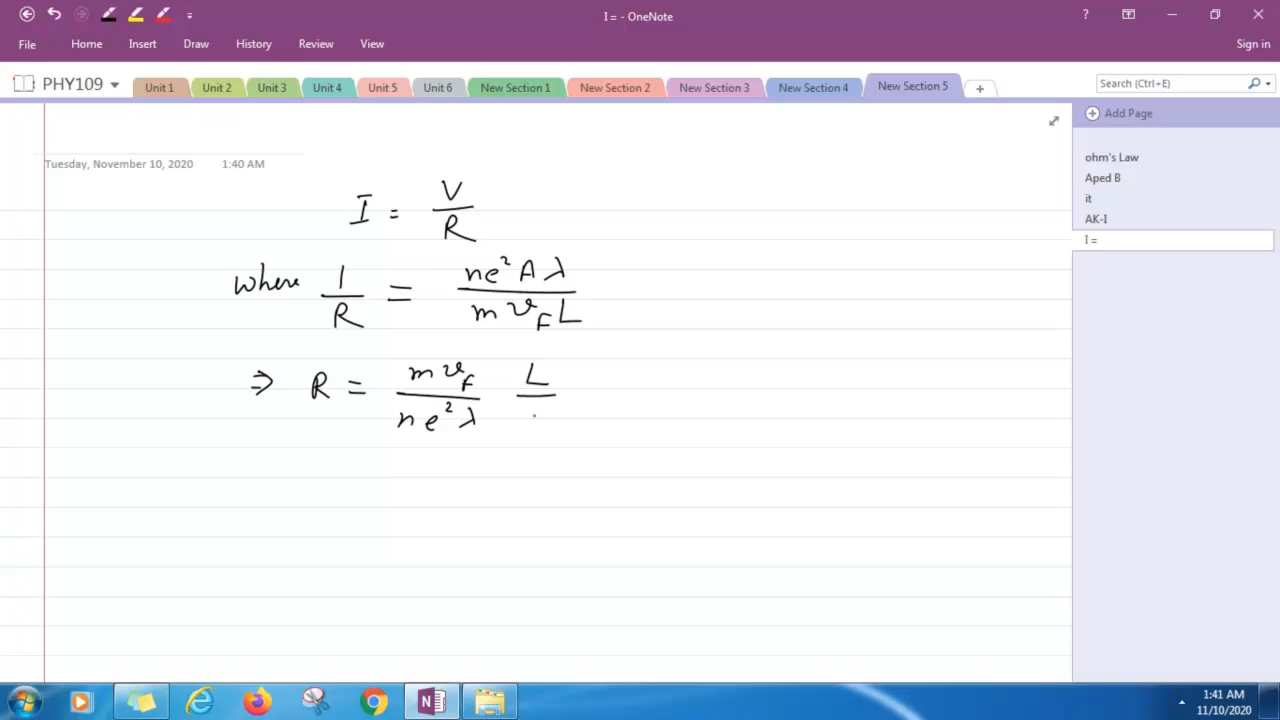 I = - OneNote
?
File Home Insert Draw History Review View Sign in
PHY109 Unit 1 Unit 2 Unit 3 Unit 4 Unit 5 Unit 6 New Section 1 New Section 2 New Section 3 New Section 4 New Section 5 + Search (Ctrl+E)
Add Page
Tuesday, November 10, 2020 1:40 AM
ohm's Law
Aped B
it
AK-I
I =
I = V/R
where 1/R = ne²Aλ / m𝑣_F L
⇒ R = m𝑣_F / ne²λ L/
1:41 AM
11/10/2020